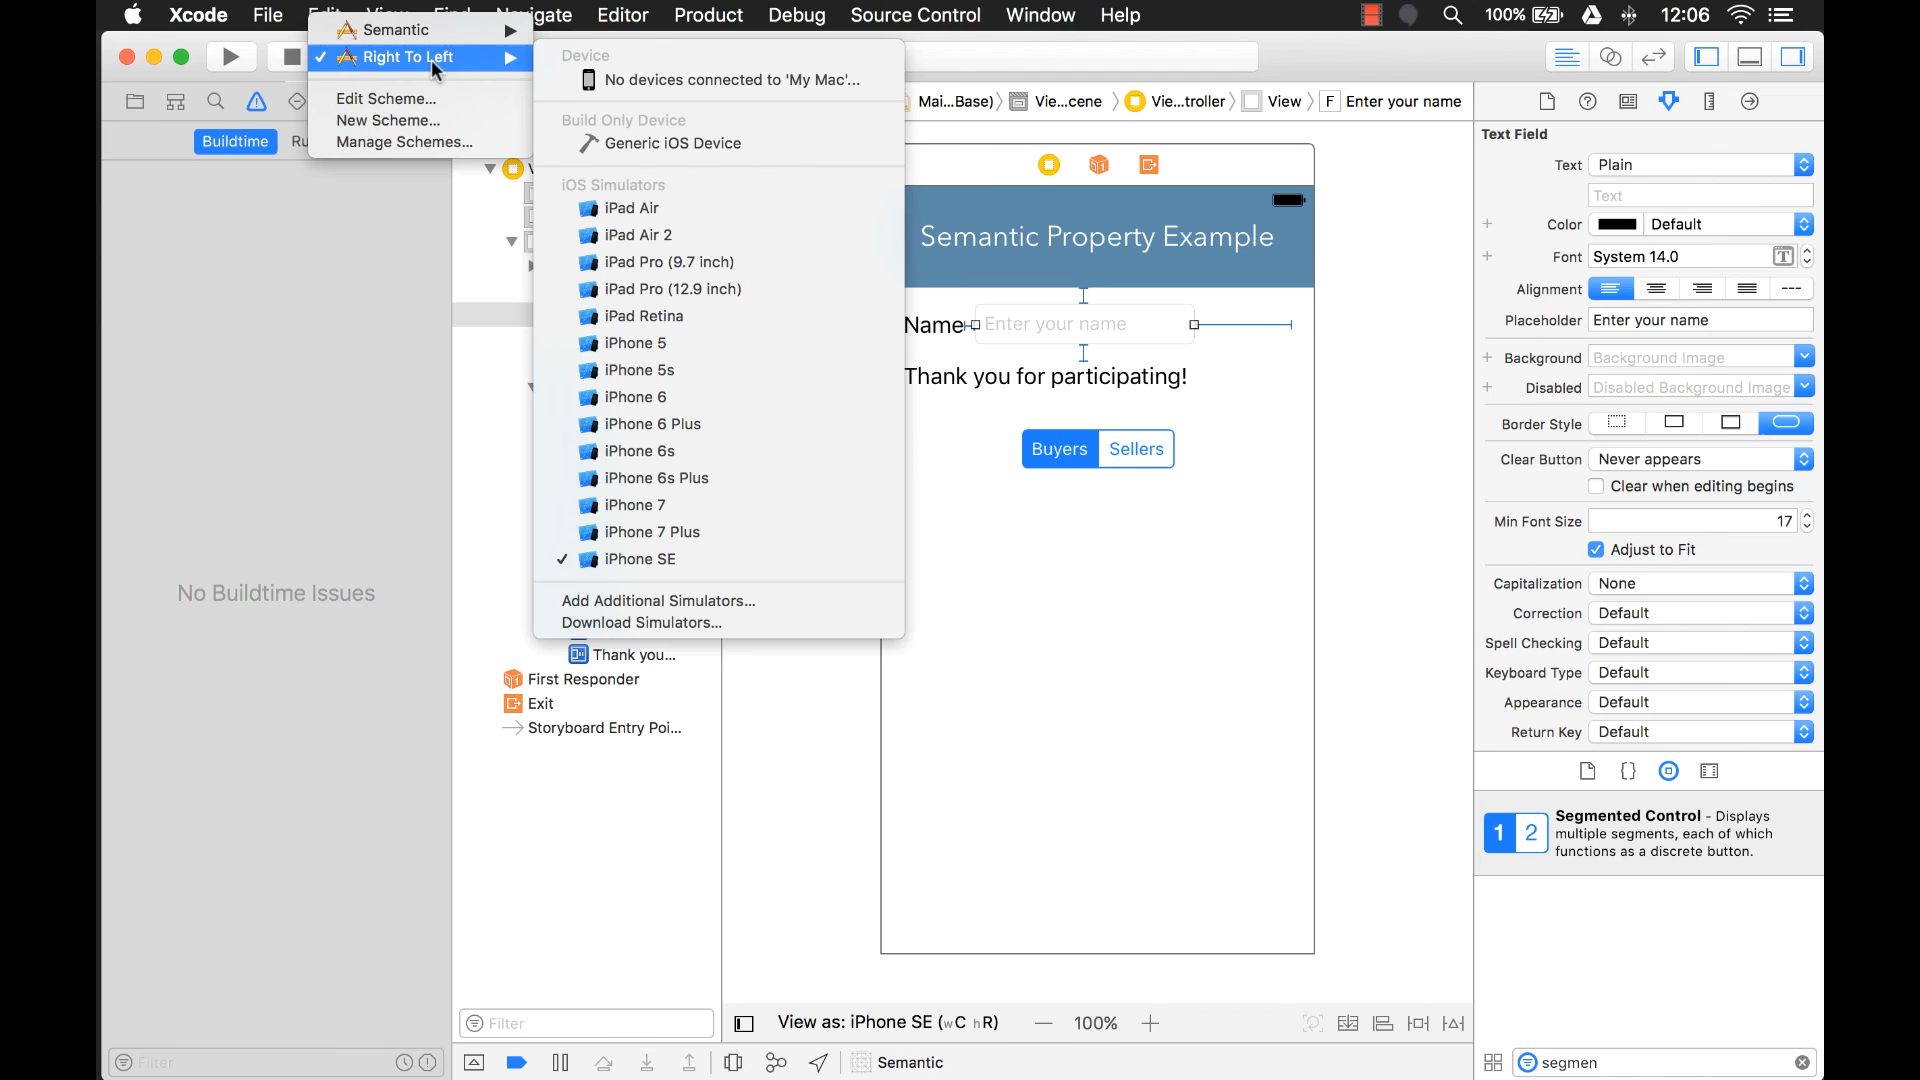 Xcode File Edit View Find Navigate Editor Product Debug Source Control Window Help 100% 12:06
Semantic
Right To Left
Edit Scheme...
New Scheme...
Manage Schemes...
Device
No devices connected to 'My Mac'...
Build Only Device
Generic iOS Device
iOS Simulators
iPad Air
iPad Air 2
iPad Pro (9.7 inch)
iPad Pro (12.9 inch)
iPad Retina
iPhone 5
iPhone 5s
iPhone 6
iPhone 6 Plus
iPhone 6s
iPhone 6s Plus
iPhone 7
iPhone 7 Plus
iPhone SE
Add Additional Simulators...
Download Simulators...
Buildtime Ru
No Buildtime Issues
Filter
Thank you...
First Responder
Exit
Storyboard Entry Poi...
Filter
Mai...Base) Vie...cene Vie...troller View F Enter your name
Semantic Property Example
Name Enter your name
Thank you for participating!
Buyers Sellers
View as: iPhone SE (wC hR) 100%
Semantic
Text Field
Text Plain
Text
Color Default
Font System 14.0
Alignment
Placeholder Enter your name
Background Background Image
Disabled Disabled Background Image
Border Style
Clear Button Never appears
Clear when editing begins
Min Font Size 17
Adjust to Fit
Capitalization None
Correction Default
Spell Checking Default
Keyboard Type Default
Appearance Default
Return Key Default
1 2
Segmented Control - Displays
multiple segments, each of which
functions as a discrete button.
segmen